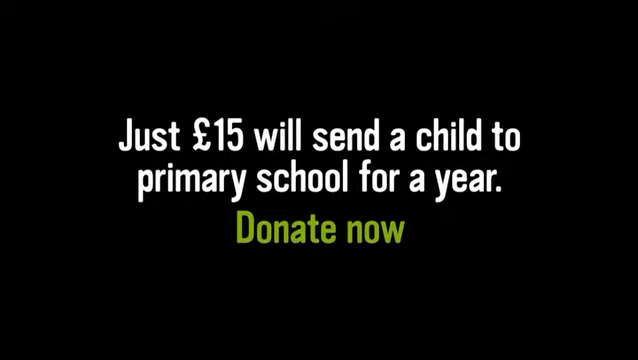 Just £15 will send a child to
primary school for a year.
Donate now